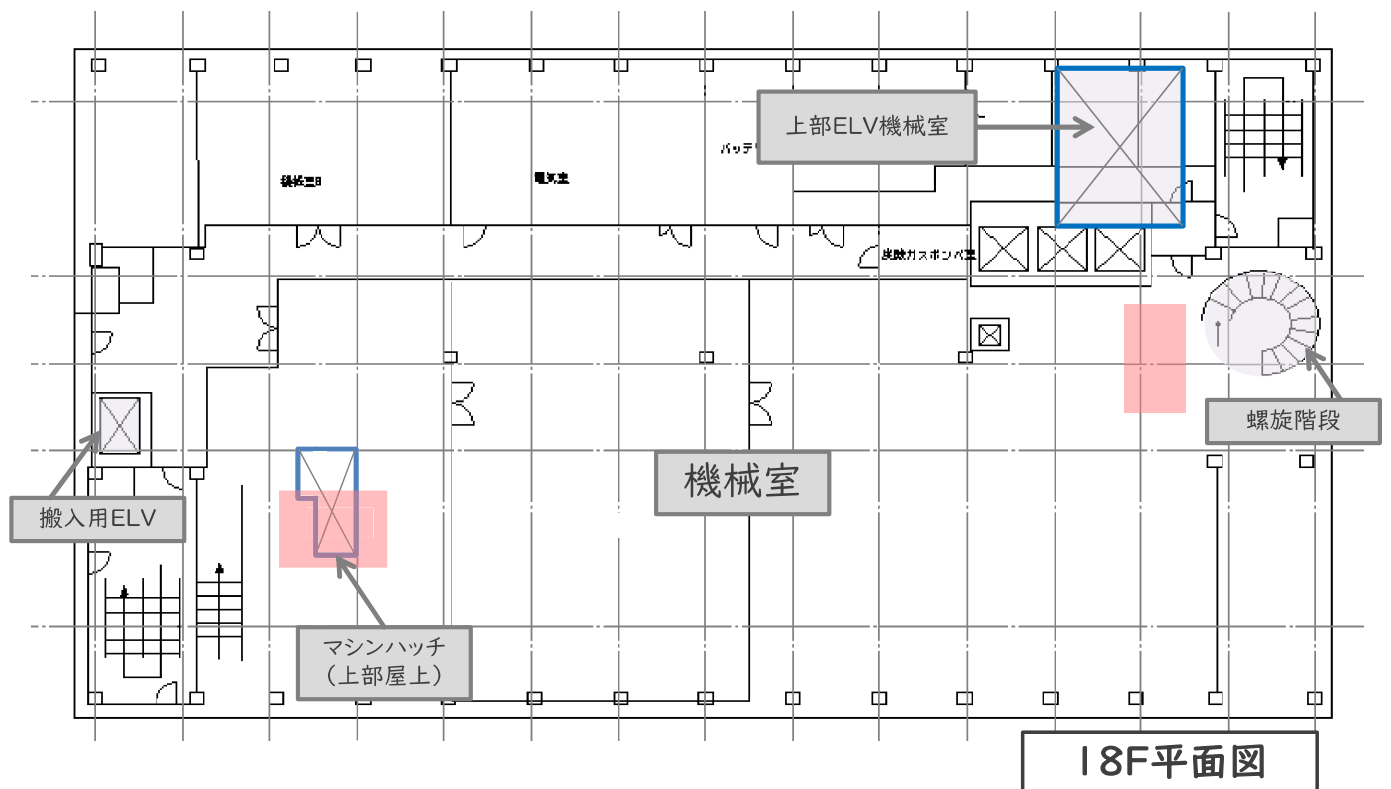 上部ELV機械室
バッテ
機械室B
電気室
炭酸ガスボンベ室
螺旋階段
機械室
搬入用ELV
マシンハッチ
(上部屋上)
18F平面図